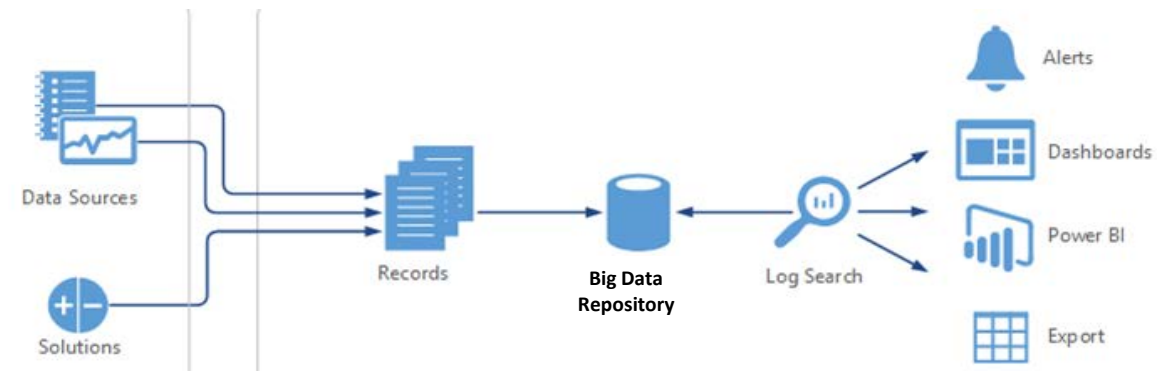 Data Sources
Solutions
Records
Big Data
Repository
Log Search
Alerts
Dashboards
Power BI
Export